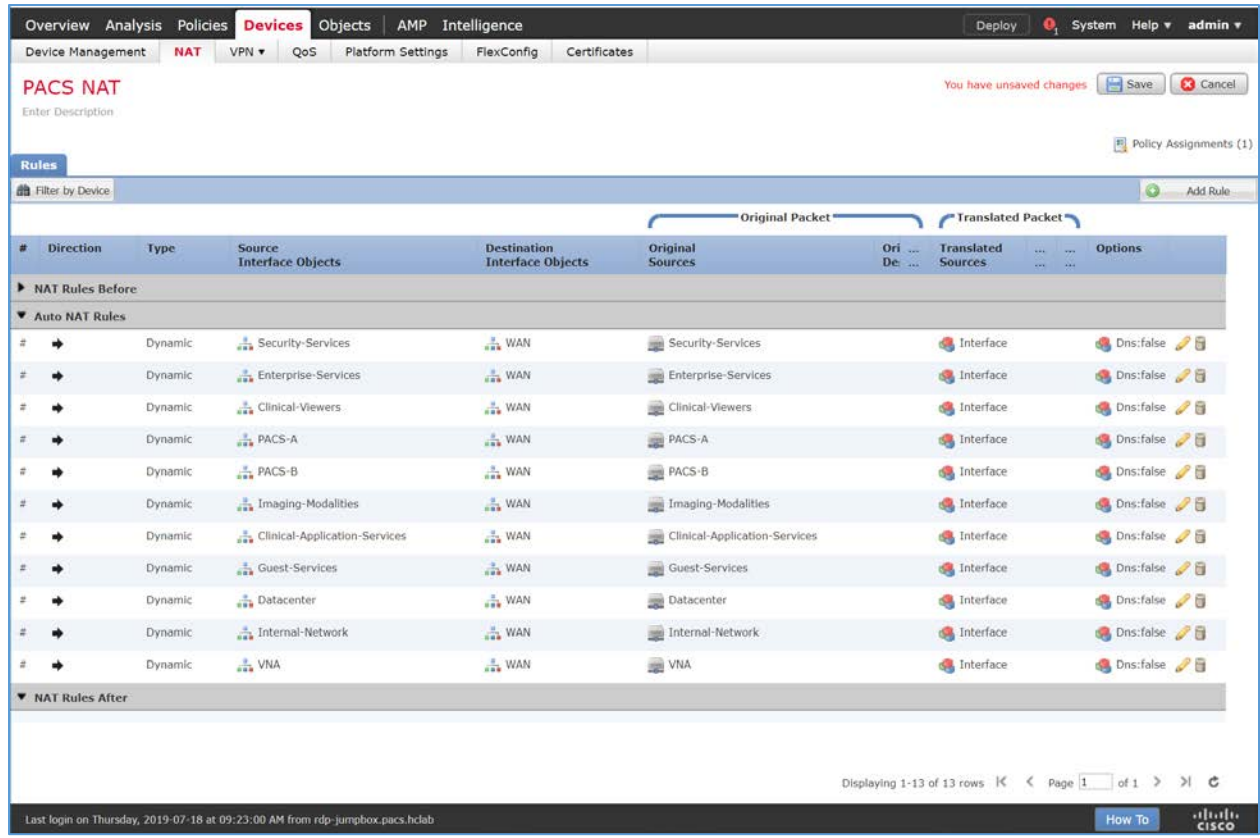 Overview Analysis Policies Devices Objects AMP Intelligence Deploy 1 System Help admin
Device Management NAT VPN QoS Platform Settings FlexConfig Certificates
PACS NAT You have unsaved changes Save Cancel
Enter Description
Policy Assignments (1)
Rules
Filter by Device Add Rule
Original Packet Translated Packet
# Direction Type Source Interface Objects Destination Interface Objects Original Sources Ori De: ... ... Translated Sources ... ... ... ... Options
NAT Rules Before
Auto NAT Rules
# Dynamic Security-Services WAN Security-Services Interface Dns:false
# Dynamic Enterprise-Services WAN Enterprise-Services Interface Dns:false
# Dynamic Clinical-Viewers WAN Clinical-Viewers Interface Dns:false
# Dynamic PACS-A WAN PACS-A Interface Dns:false
# Dynamic PACS-B WAN PACS-B Interface Dns:false
# Dynamic Imaging-Modalities WAN Imaging-Modalities Interface Dns:false
# Dynamic Clinical-Application-Services WAN Clinical-Application-Services Interface Dns:false
# Dynamic Guest-Services WAN Guest-Services Interface Dns:false
# Dynamic Datacenter WAN Datacenter Interface Dns:false
# Dynamic Internal-Network WAN Internal-Network Interface Dns:false
# Dynamic VNA WAN VNA Interface Dns:false
NAT Rules After
Displaying 1-13 of 13 rows Page 1 of 1
Last login on Thursday, 2019-07-18 at 09:23:00 AM from rdp-jumpbox.pacs.hclab How To CISCO